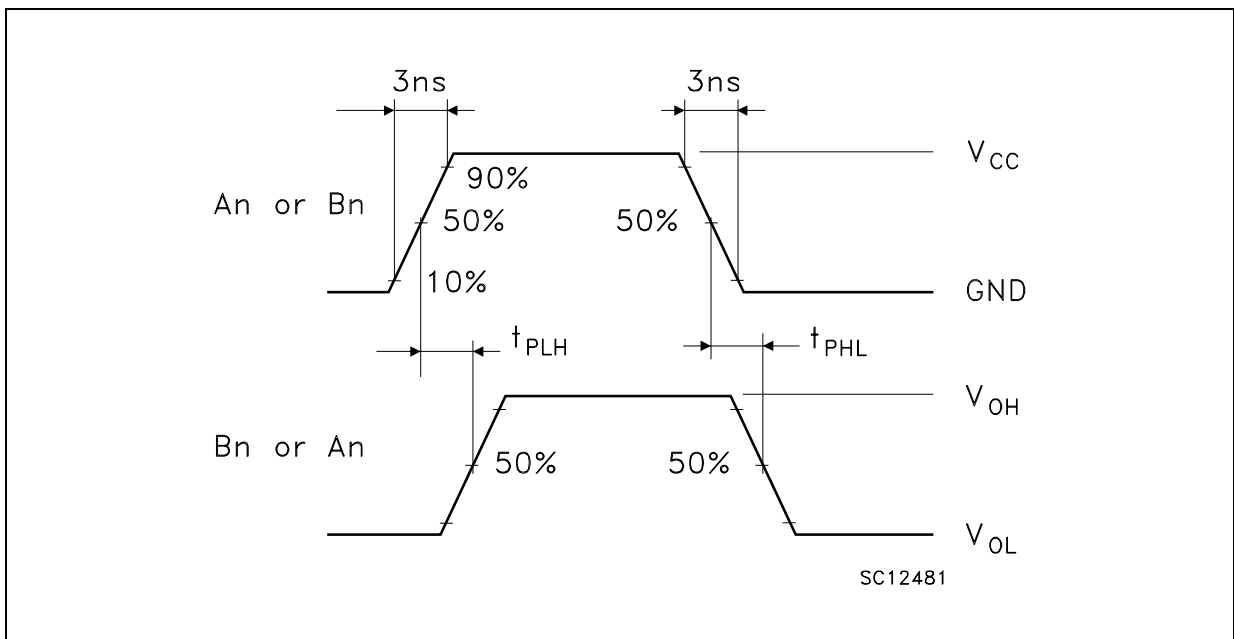 3ns 3ns
V_CC
90%
An or Bn
50% 50%
10%
GND
t_PLH t_PHL
V_OH
Bn or An
50% 50%
V_OL
SC12481